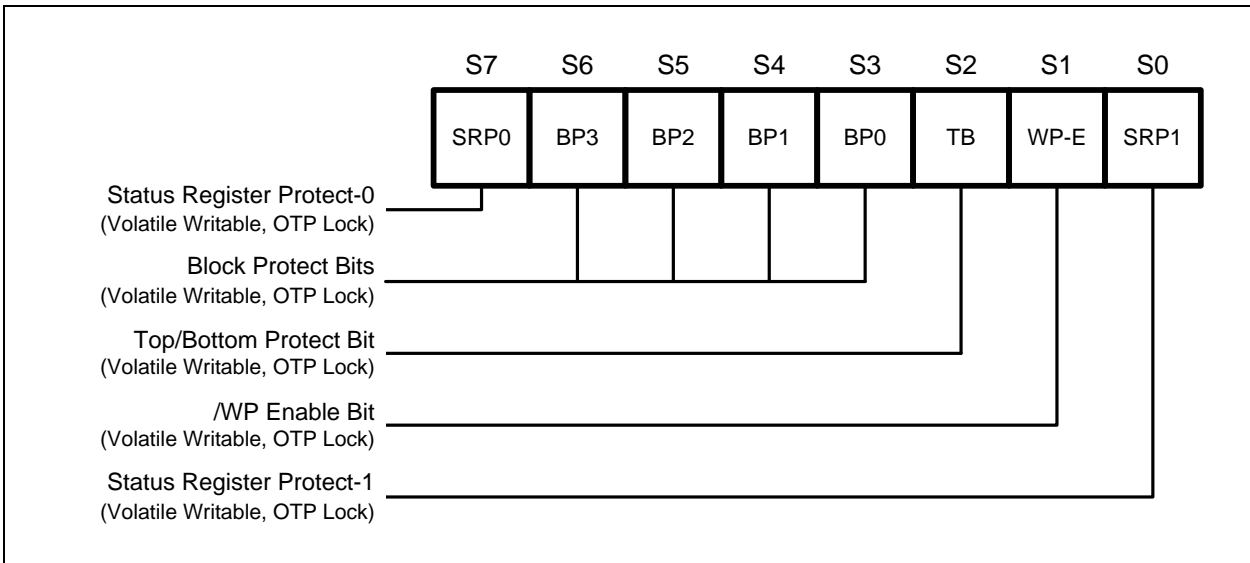 S7 S6 S5 S4 S3 S2 S1 S0
SRP0 BP3 BP2 BP1 BP0 TB WP-E SRP1
Status Register Protect-0
(Volatile Writable, OTP Lock)
Block Protect Bits
(Volatile Writable, OTP Lock)
Top/Bottom Protect Bit
(Volatile Writable, OTP Lock)
/WP Enable Bit
(Volatile Writable, OTP Lock)
Status Register Protect-1
(Volatile Writable, OTP Lock)